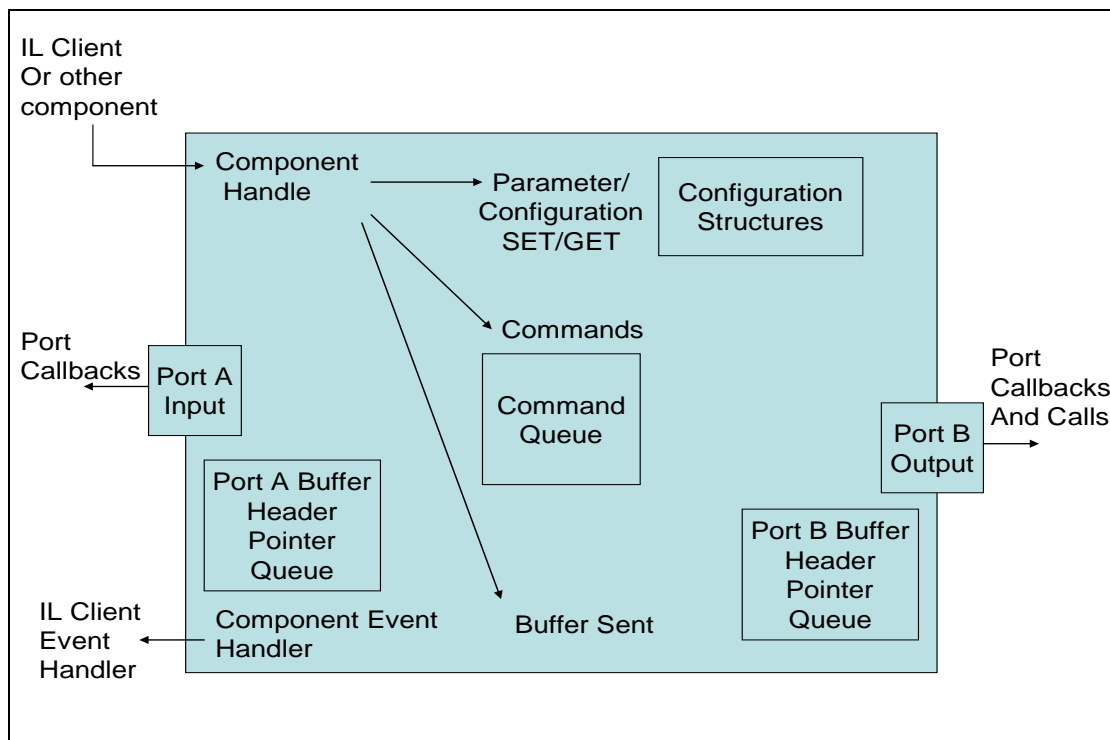 IL Client
Or other
component
Component
Handle
Parameter/
Configuration
SET/GET
Configuration
Structures
Commands
Command
Queue
Port
Callbacks
Port A
Input
Port
Callbacks
And Calls
Port B
Output
Port A Buffer
Header
Pointer
Queue
Port B Buffer
Header
Pointer
Queue
IL Client
Event
Handler
Component Event
Handler
Buffer Sent